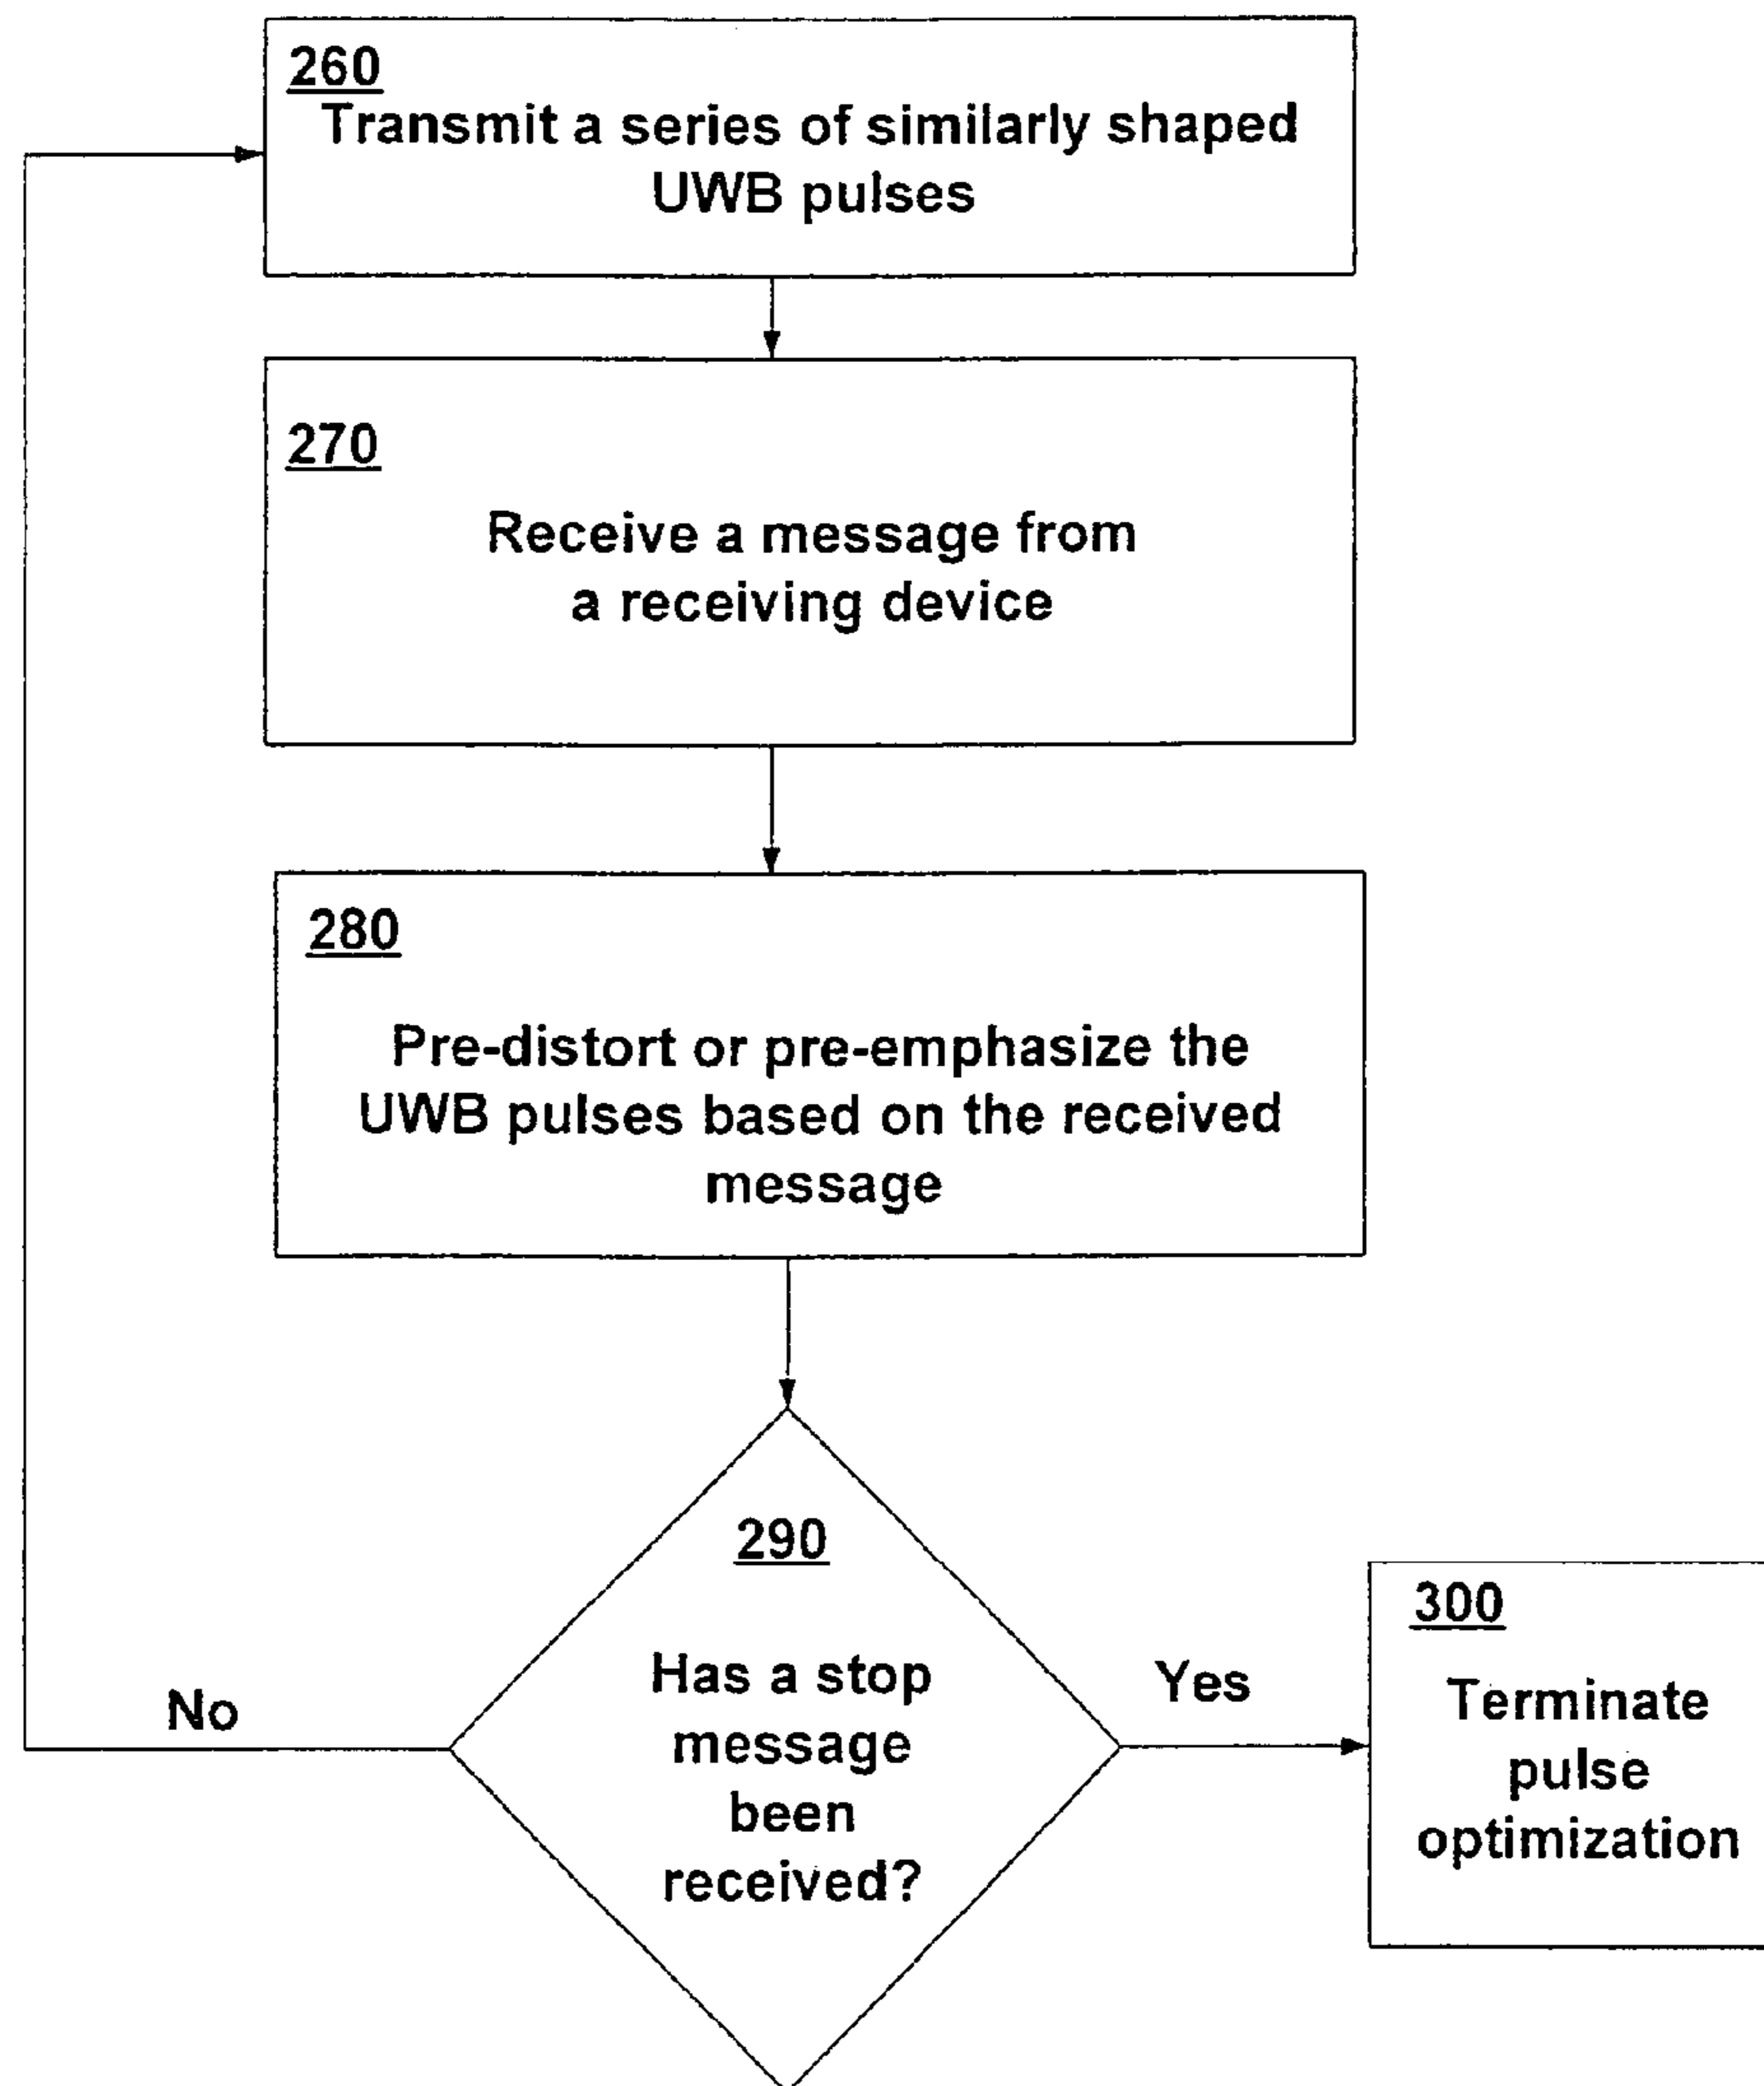 260
Transmit a series of similarly shaped
UWB pulses
270
Receive a message from
a receiving device
280
Pre-distort or pre-emphasize the
UWB pulses based on the received
message
290
Has a stop
message
been
received?
No
Yes
300
Terminate
pulse
optimization